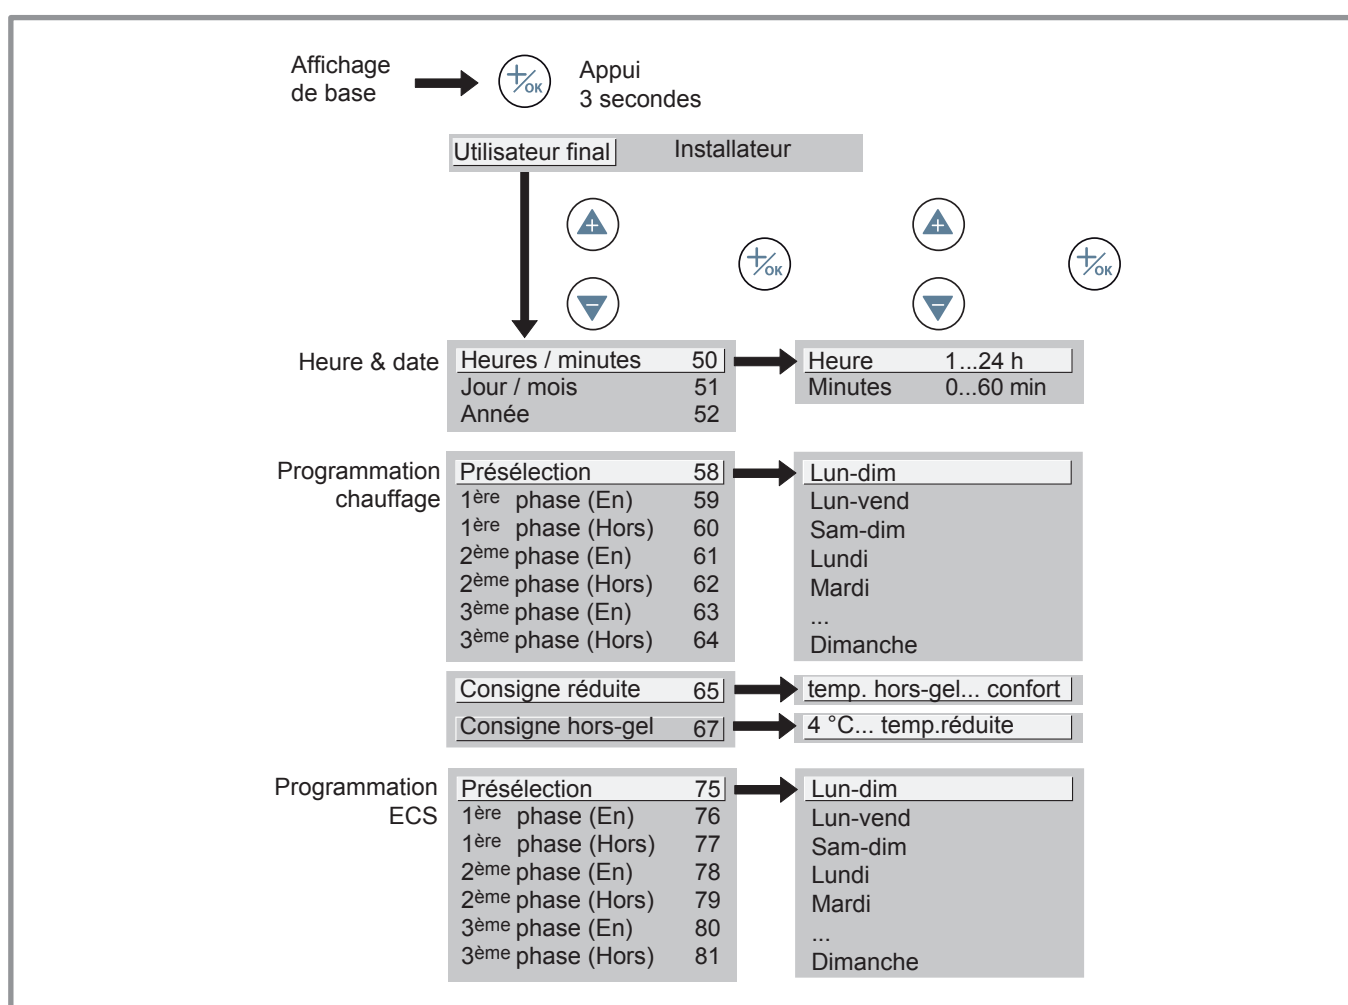 Affichage
de base
+/OK
Appui
3 secondes
Utilisateur final Installateur
+
+
+/OK
+/OK
−
−
Heure & date
Heures / minutes 50
Jour / mois 51
Année 52
Heure 1...24 h
Minutes 0...60 min
Programmation
chauffage
Présélection 58
1ère phase (En) 59
1ère phase (Hors) 60
2ème phase (En) 61
2ème phase (Hors) 62
3ème phase (En) 63
3ème phase (Hors) 64
Lun-dim
Lun-vend
Sam-dim
Lundi
Mardi
...
Dimanche
Consigne réduite 65
temp. hors-gel... confort
Consigne hors-gel 67
4 °C... temp.réduite
Programmation
ECS
Présélection 75
1ère phase (En) 76
1ère phase (Hors) 77
2ème phase (En) 78
2ème phase (Hors) 79
3ème phase (En) 80
3ème phase (Hors) 81
Lun-dim
Lun-vend
Sam-dim
Lundi
Mardi
...
Dimanche